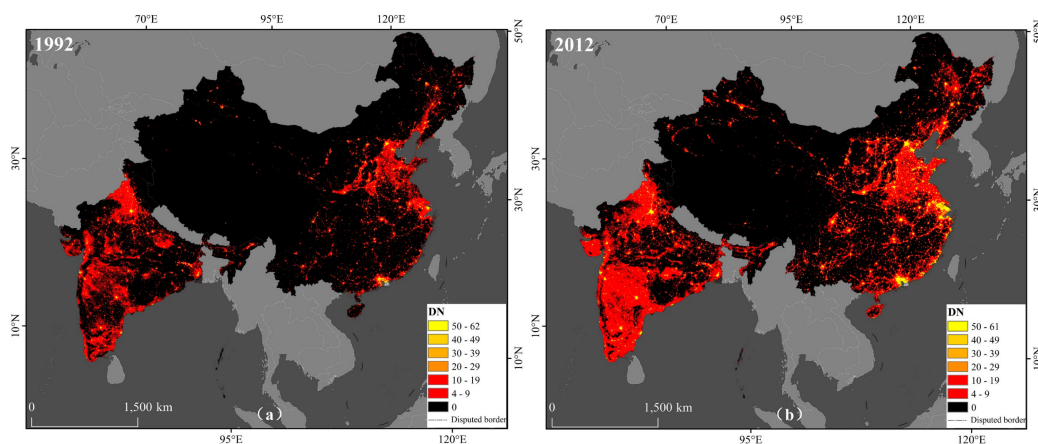 70°E 95°E 120°E
1992
50°N
30°N
30°N
10°N
10°N
DN
50 - 62
40 - 49
30 - 39
20 - 29
10 - 19
4 - 9
0
Disputed border
0 1,500 km
（a）
95°E 120°E
70°E 95°E 120°E
2012
50°N
30°N
30°N
10°N
10°N
DN
50 - 61
40 - 49
30 - 39
20 - 29
10 - 19
4 - 9
0
Disputed border
0 1,500 km
（b）
95°E 120°E